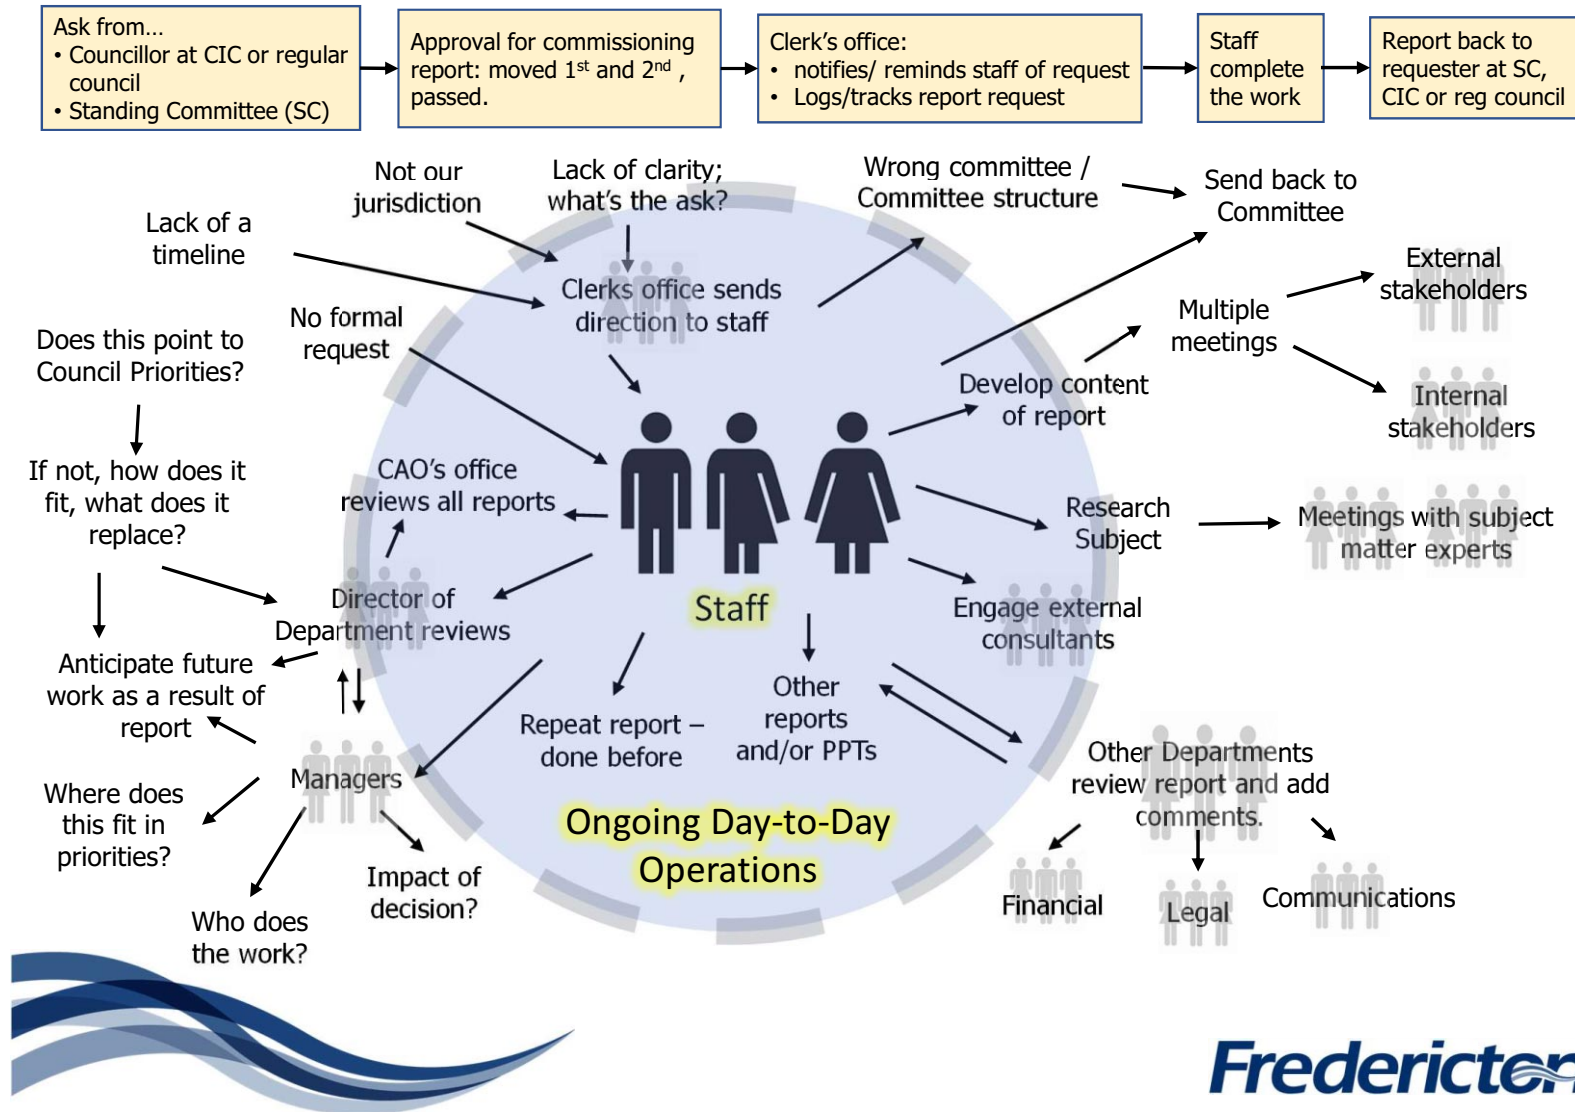 Ask from…
• Councillor at CIC or regular
council
• Standing Committee (SC)
Approval for commissioning
report: moved 1st and 2nd ,
passed.
Clerk's office:
• notifies/ reminds staff of request
• Logs/tracks report request
Staff
complete
the work
Report back to
requester at SC,
CIC or reg council
Not our
jurisdiction
Lack of clarity;
what's the ask?
Wrong committee /
Committee structure
Send back to
Committee
Lack of a
timeline
Clerks office sends
direction to staff
External
stakeholders
Multiple
meetings
No formal
request
Does this point to
Council Priorities?
Develop content
of report
Internal
stakeholders
If not, how does it
fit, what does it
replace?
CAO's office
reviews all reports
Research
Subject
Meetings with subject
matter experts
Director of
Department reviews
Staff
Engage external
consultants
Anticipate future
work as a result of
report
Repeat report –
done before
Other
reports
and/or PPTs
Other Departments
review report and add
comments.
Managers
Where does
this fit in
priorities?
Ongoing Day-to-Day
Operations
Impact of
decision?
Financial
Legal
Communications
Who does
the work?
Fredericton